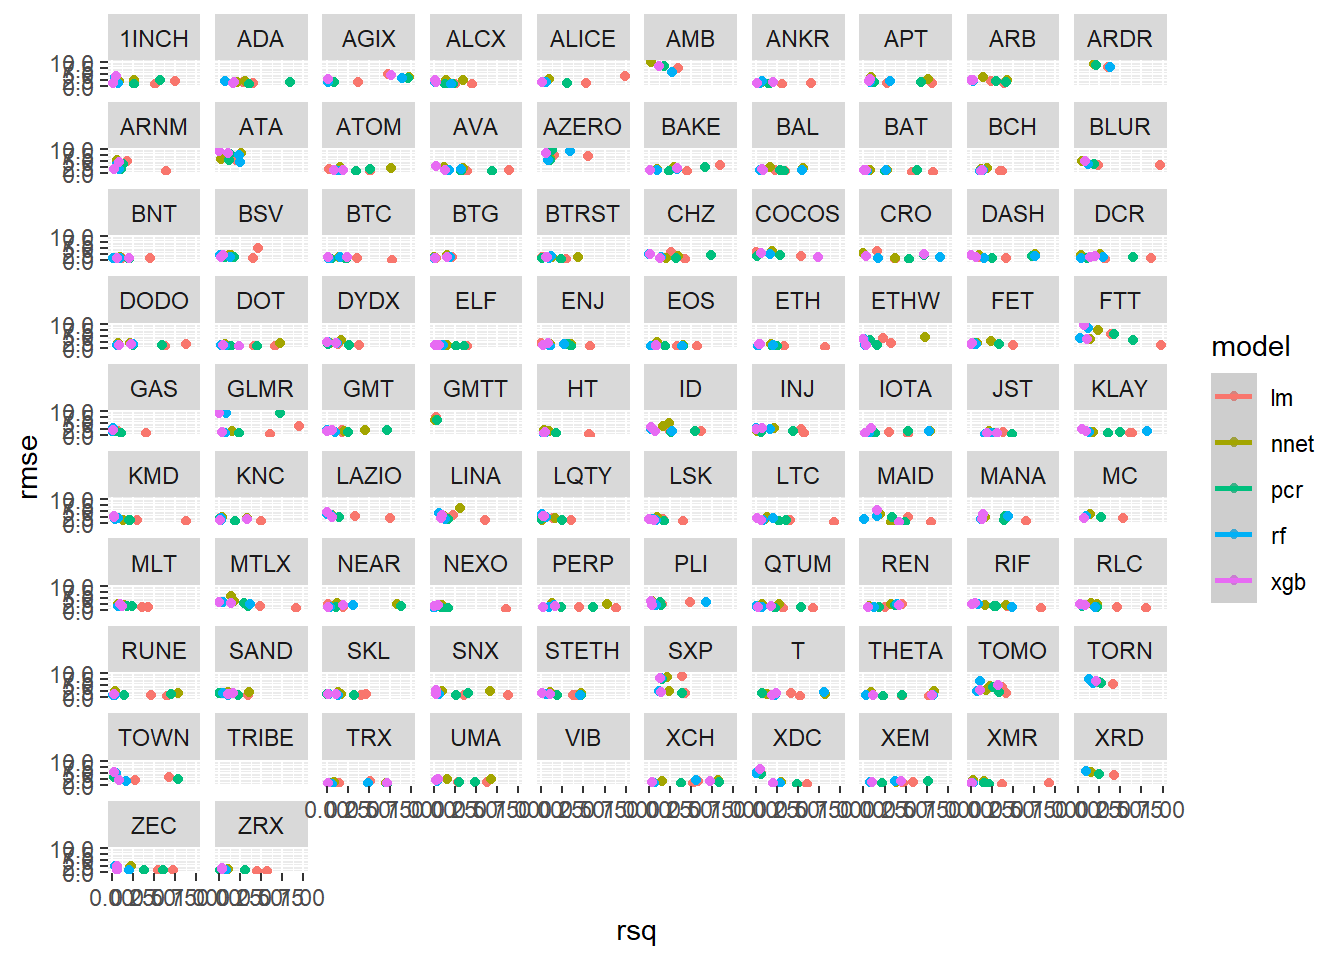 1INCH ADA AGIX ALCX ALICE AMB ANKR APT ARB ARDR
ARNM ATA ATOM AVA AZERO BAKE BAL BAT BCH BLUR
BNT BSV BTC BTG BTRST CHZ COCOS CRO DASH DCR
DODO DOT DYDX ELF ENJ EOS ETH ETHW FET FTT
GAS GLMR GMT GMTT HT ID INJ IOTA JST KLAY
KMD KNC LAZIO LINA LQTY LSK LTC MAID MANA MC
MLT MTLX NEAR NEXO PERP PLI QTUM REN RIF RLC
RUNE SAND SKL SNX STETH SXP T THETA TOMO TORN
TOWN TRIBE TRX UMA VIB XCH XDC XEM XMR XRD
ZEC ZRX
rmse
rsq
model
lm
nnet
pcr
rf
xgb